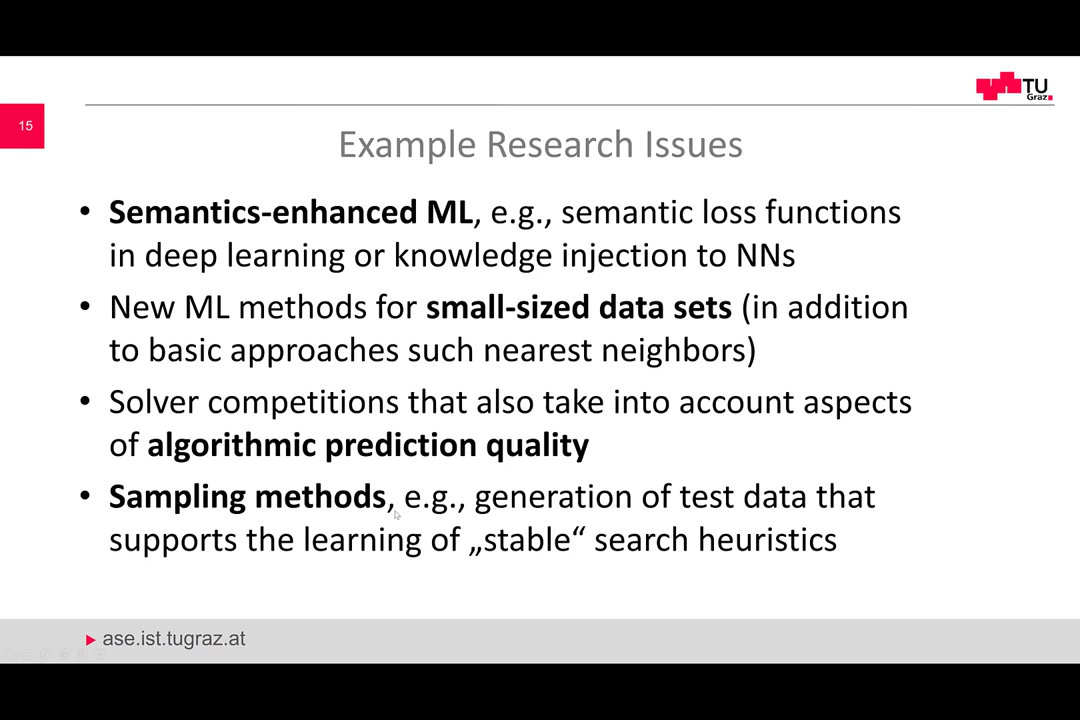 TU
Graz
15
Example Research Issues
• Semantics-enhanced ML, e.g., semantic loss functions
in deep learning or knowledge injection to NNs
• New ML methods for small-sized data sets (in addition
to basic approaches such nearest neighbors)
• Solver competitions that also take into account aspects
of algorithmic prediction quality
• Sampling methods, e.g., generation of test data that
supports the learning of „stable“ search heuristics
ase.ist.tugraz.at